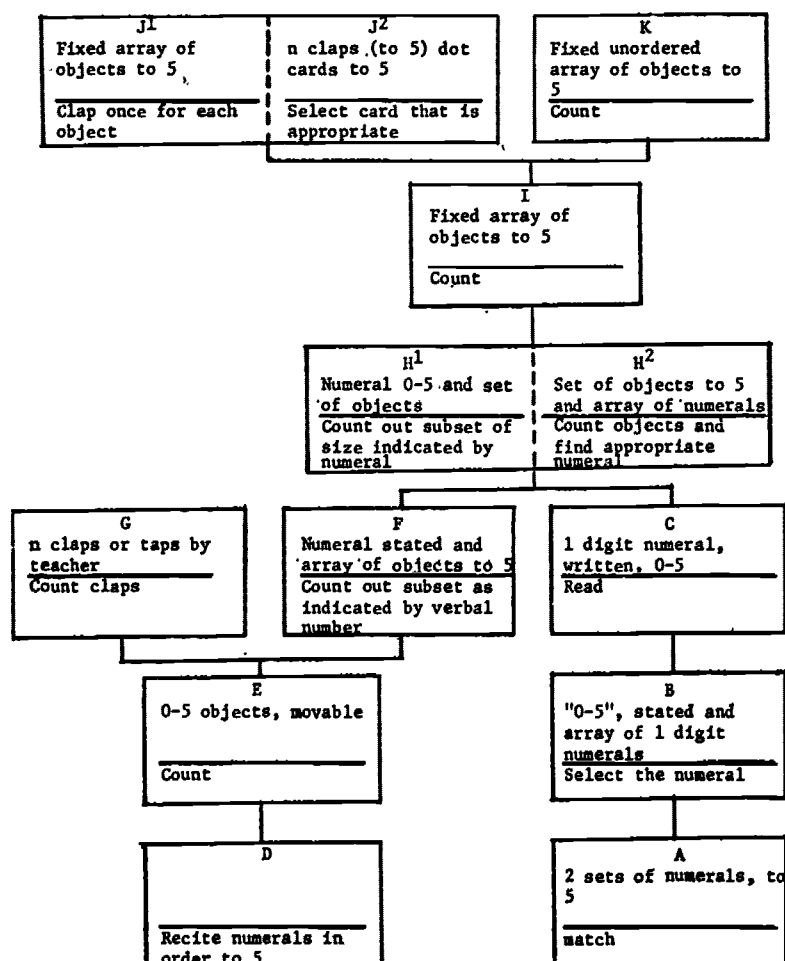 J1
Fixed array of
objects to 5
Clap once for each
object
J2
n claps (to 5) dot
cards to 5
Select card that is
appropriate
K
Fixed unordered
array of objects to
5
Count
I
Fixed array of
objects to 5
Count
H1
Numeral 0-5 and set
of objects
Count out subset of
size indicated by
numeral
H2
Set of objects to 5
and array of numerals
Count objects and
find appropriate
numeral
G
n claps or taps by
teacher
Count claps
F
Numeral stated and
array of objects to 5
Count out subset as
indicated by verbal
number
C
1 digit numeral,
written, 0-5
Read
E
0-5 objects, movable
Count
B
"0-5", stated and
array of 1 digit
numerals
Select the numeral
D
Recite numerals in
order to 5
A
2 sets of numerals, to
5
match